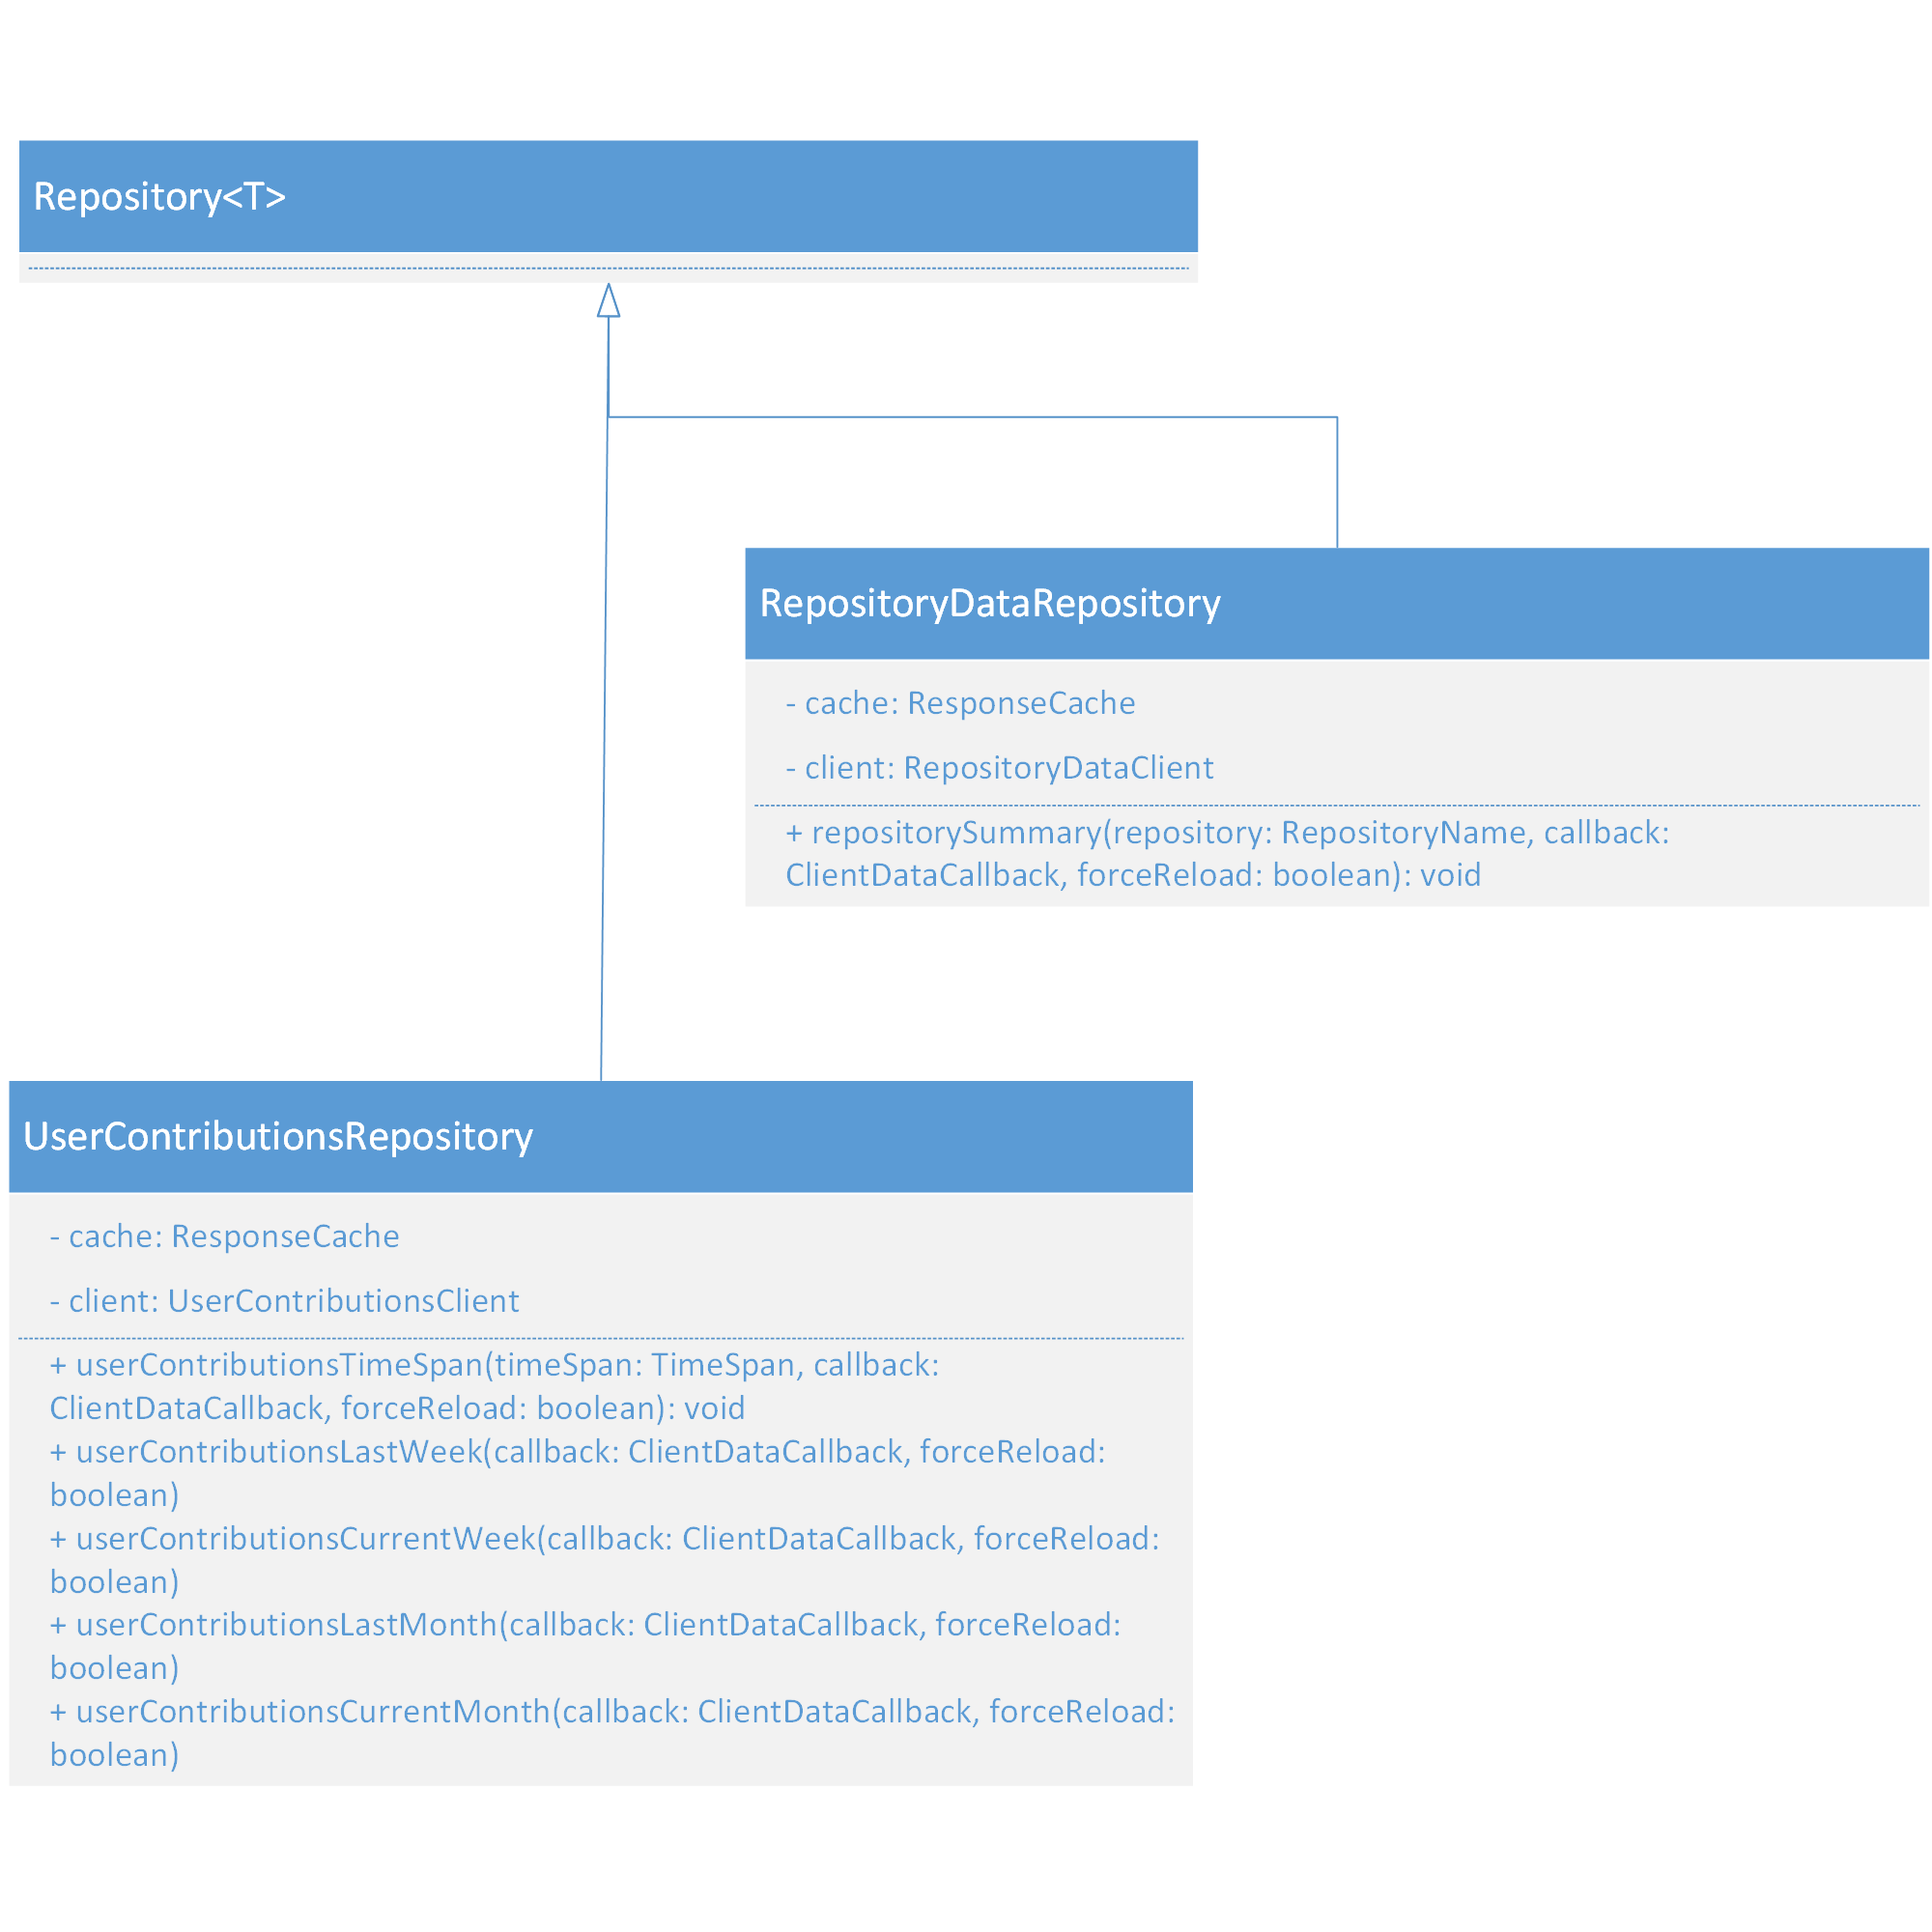 Repository<T>
RepositoryDataRepository
- cache: ResponseCache
- client: RepositoryDataClient
+ repositorySummary(repository: RepositoryName, callback:
ClientDataCallback, forceReload: boolean): void
UserContributionsRepository
- cache: ResponseCache
- client: UserContributionsClient
+ userContributionsTimeSpan(timeSpan: TimeSpan, callback:
ClientDataCallback, forceReload: boolean): void
+ userContributionsLastWeek(callback: ClientDataCallback, forceReload:
boolean)
+ userContributionsCurrentWeek(callback: ClientDataCallback, forceReload:
boolean)
+ userContributionsLastMonth(callback: ClientDataCallback, forceReload:
boolean)
+ userContributionsCurrentMonth(callback: ClientDataCallback, forceReload:
boolean)